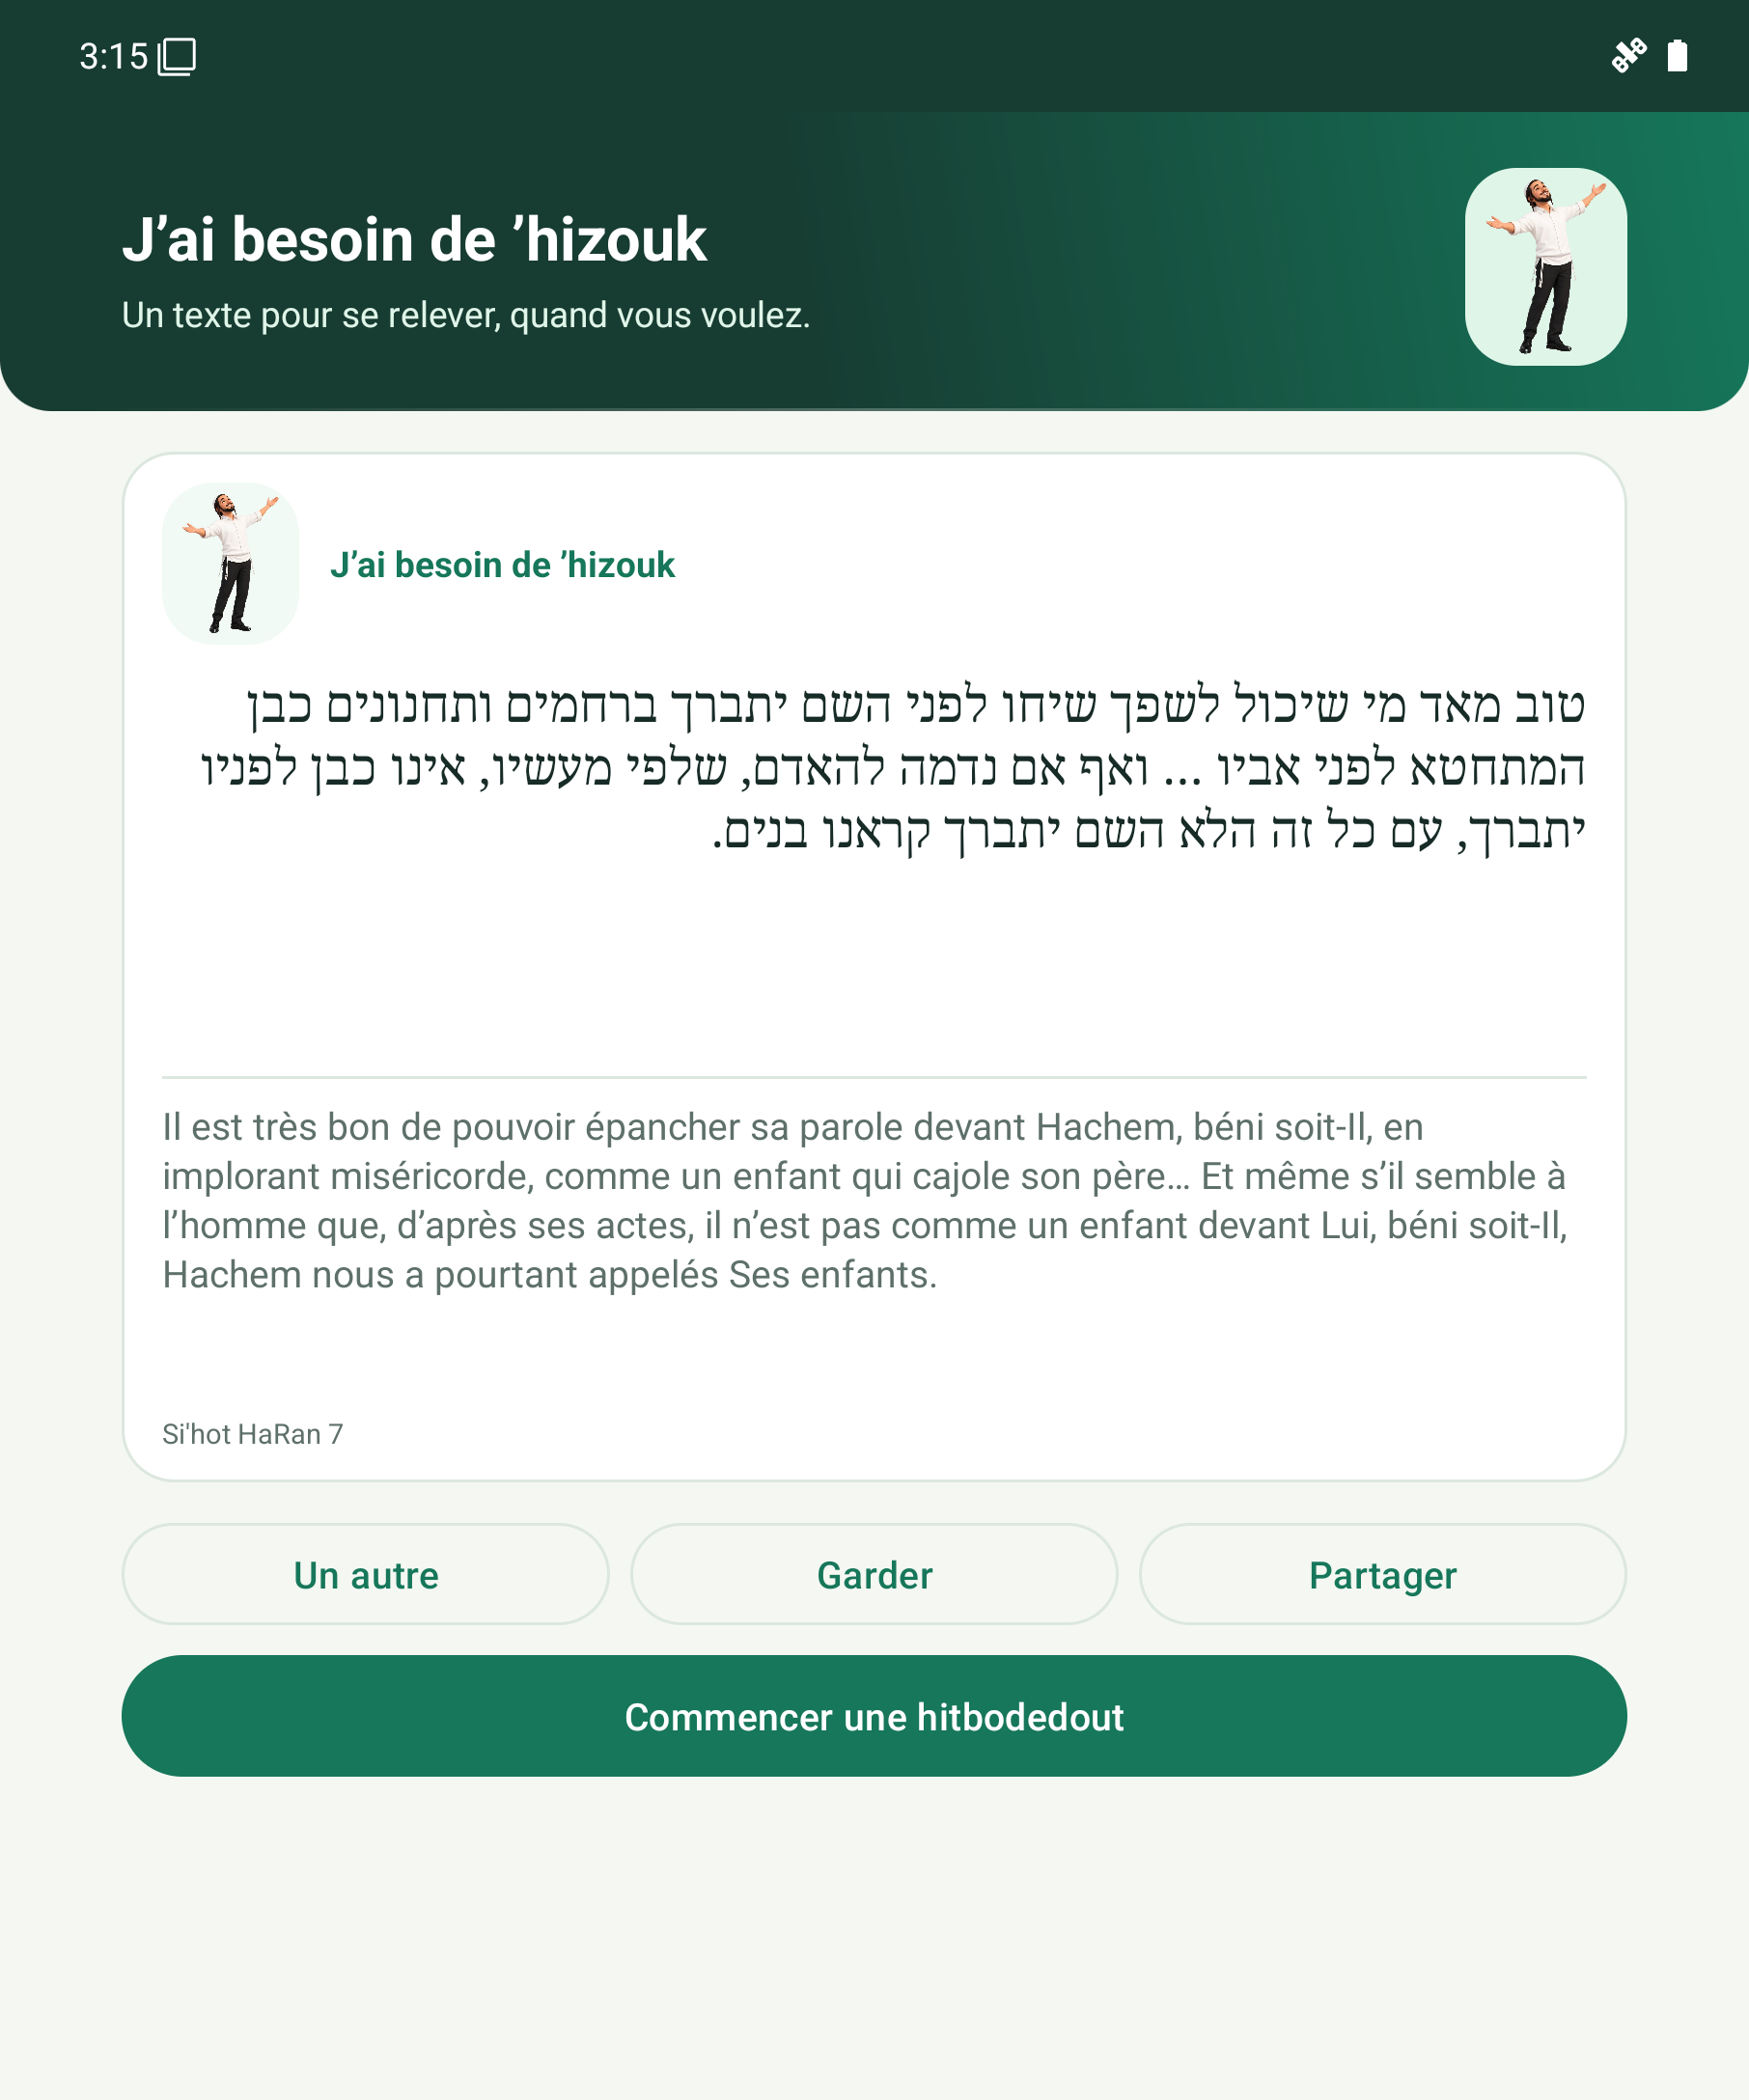 3:15
J’ai besoin de ’hizouk
Un texte pour se relever, quand vous voulez.
J’ai besoin de ’hizouk
טוב מאד מי שיכול לשפך שיחו לפני השם יתברך ברחמים ותחנונים כבן
המתחטא לפני אביו ... ואף אם נדמה להאדם, שלפי מעשיו, אינו כבן לפניו
יתברך, עם כל זה הלא השם יתברך קראנו בנים.
Il est très bon de pouvoir épancher sa parole devant Hachem, béni soit-Il, en
implorant miséricorde, comme un enfant qui cajole son père… Et même s’il semble à
l’homme que, d’après ses actes, il n’est pas comme un enfant devant Lui, béni soit-Il,
Hachem nous a pourtant appelés Ses enfants.
Si'hot HaRan 7
Un autre
Garder
Partager
Commencer une hitbodedout